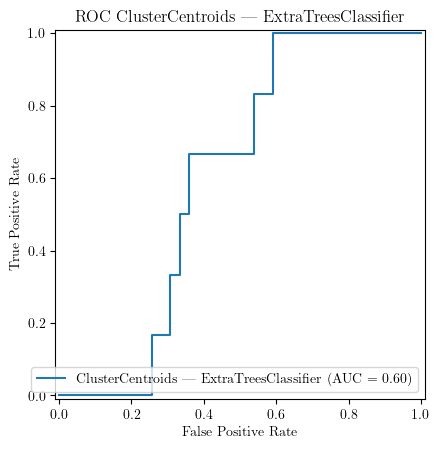 ROC ClusterCentroids — ExtraTreesClassifier
True Positive Rate
1.0
0.8
0.6
0.4
0.2
0.0
ClusterCentroids — ExtraTreesClassifier (AUC = 0.60)
0.0 0.2 0.4 0.6 0.8 1.0
False Positive Rate